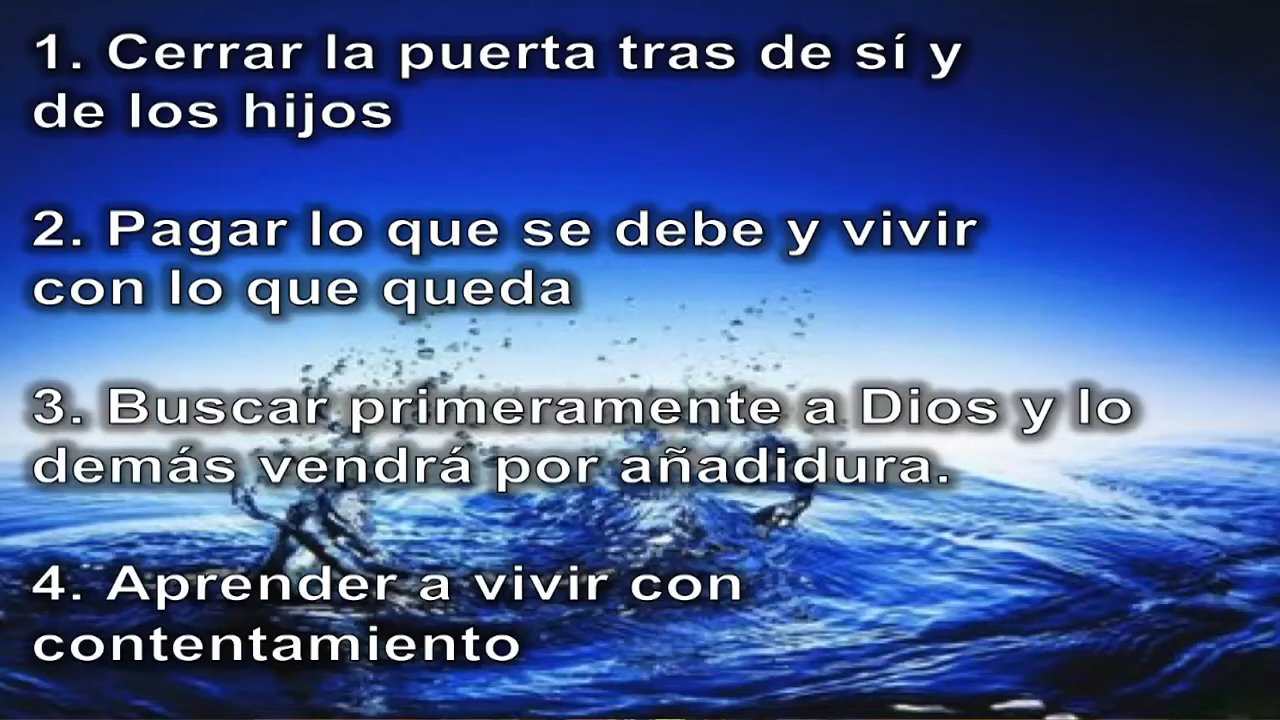 1. Cerrar la puerta tras de sí y
de los hijos
2. Pagar lo que se debe y vivir
con lo que queda
3. Buscar primeramente a Dios y lo
demás vendrá por añadidura.
4. Aprender a vivir con
contentamiento